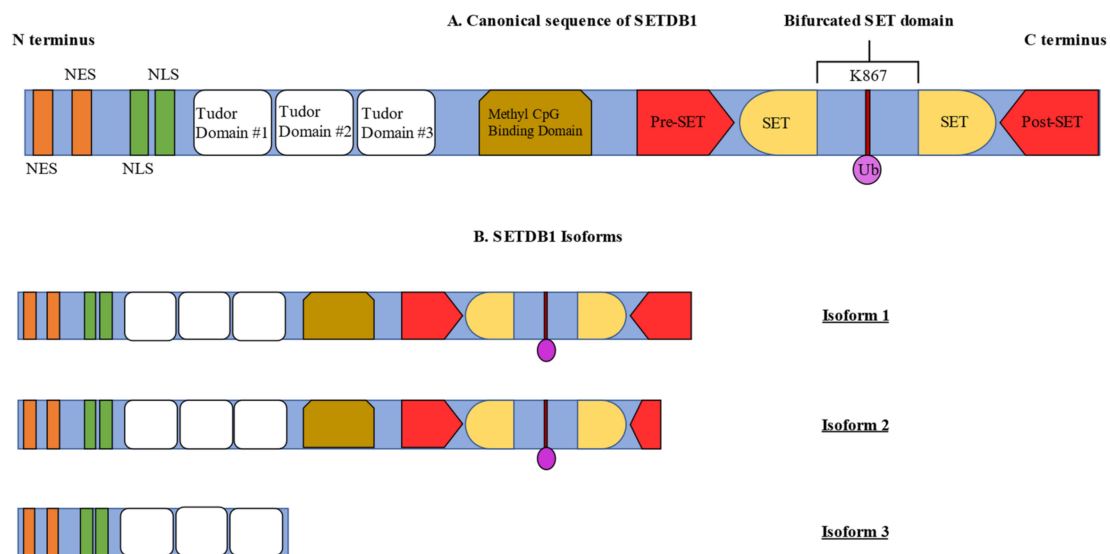 A. Canonical sequence of SETDB1
Bifurcated SET domain
N terminus
C terminus
NES
NLS
K867
Tudor
Domain #1
Tudor
Domain #2
Tudor
Domain #3
Methyl CpG
Binding Domain
Pre-SET
SET
SET
Post-SET
NES
NLS
Ub
B. SETDB1 Isoforms
Isoform 1
Isoform 2
Isoform 3